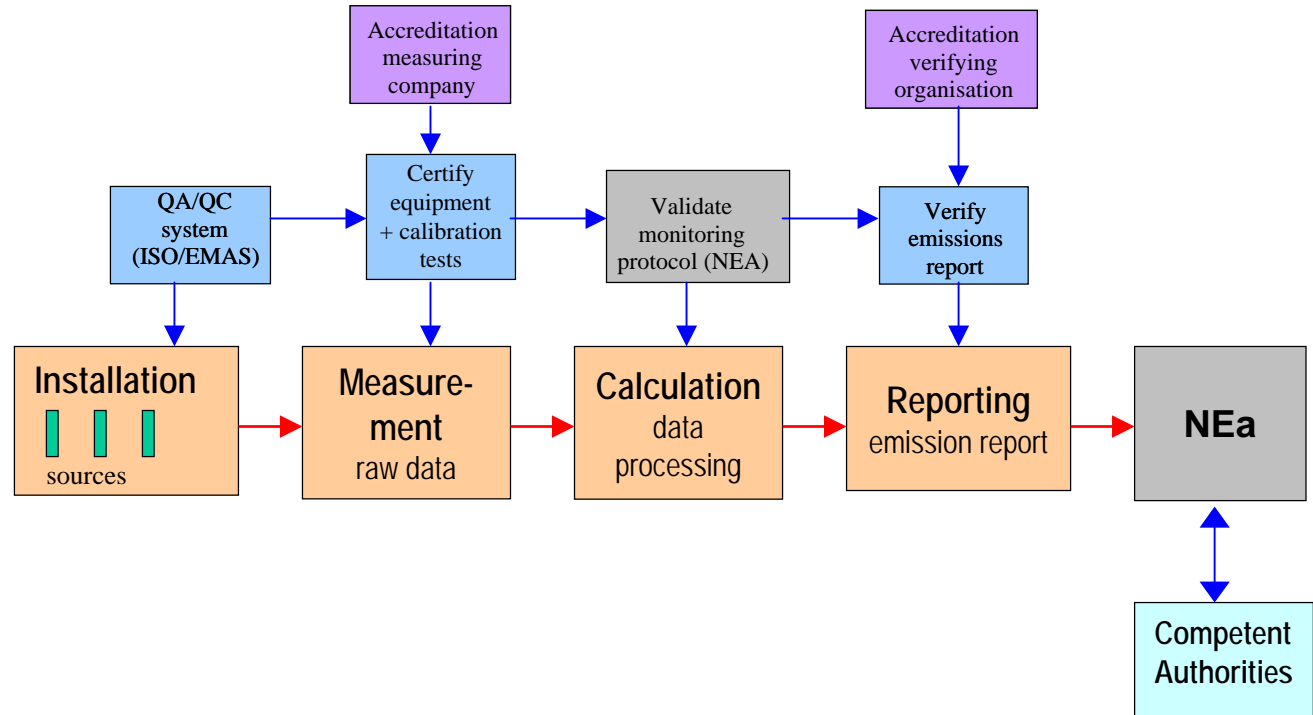 Accreditation
measuring
company
Accreditation
verifying
organisation
QA/QC
system
(ISO/EMAS)
Certify
equipment
+ calibration
tests
Validate
monitoring
protocol (NEA)
Verify
emissions
report
Installation
sources
Measure-
ment
raw data
Calculation
data
processing
Reporting
emission report
NEa
Competent
Authorities